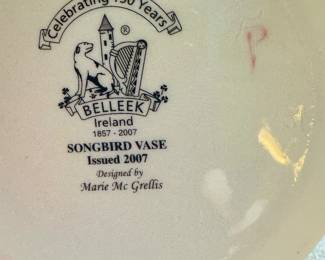 Celebrating 150 Years
®
BELLEEK
Ireland
1857 - 2007
SONGBIRD VASE
Issued 2007
Designed by
Marie Mc Grellis
P